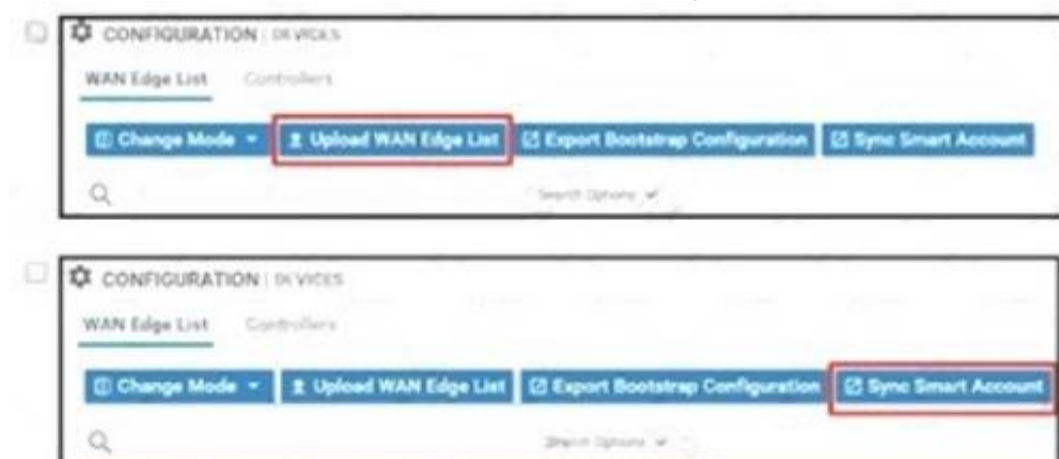 CONFIGURATION | DEVICES
WAN Edge List Controllers
Change Mode Upload WAN Edge List Export Bootstrap Configuration Sync Smart Account
Search Options
CONFIGURATION | DEVICES
WAN Edge List Controllers
Change Mode Upload WAN Edge List Export Bootstrap Configuration Sync Smart Account
Search Options